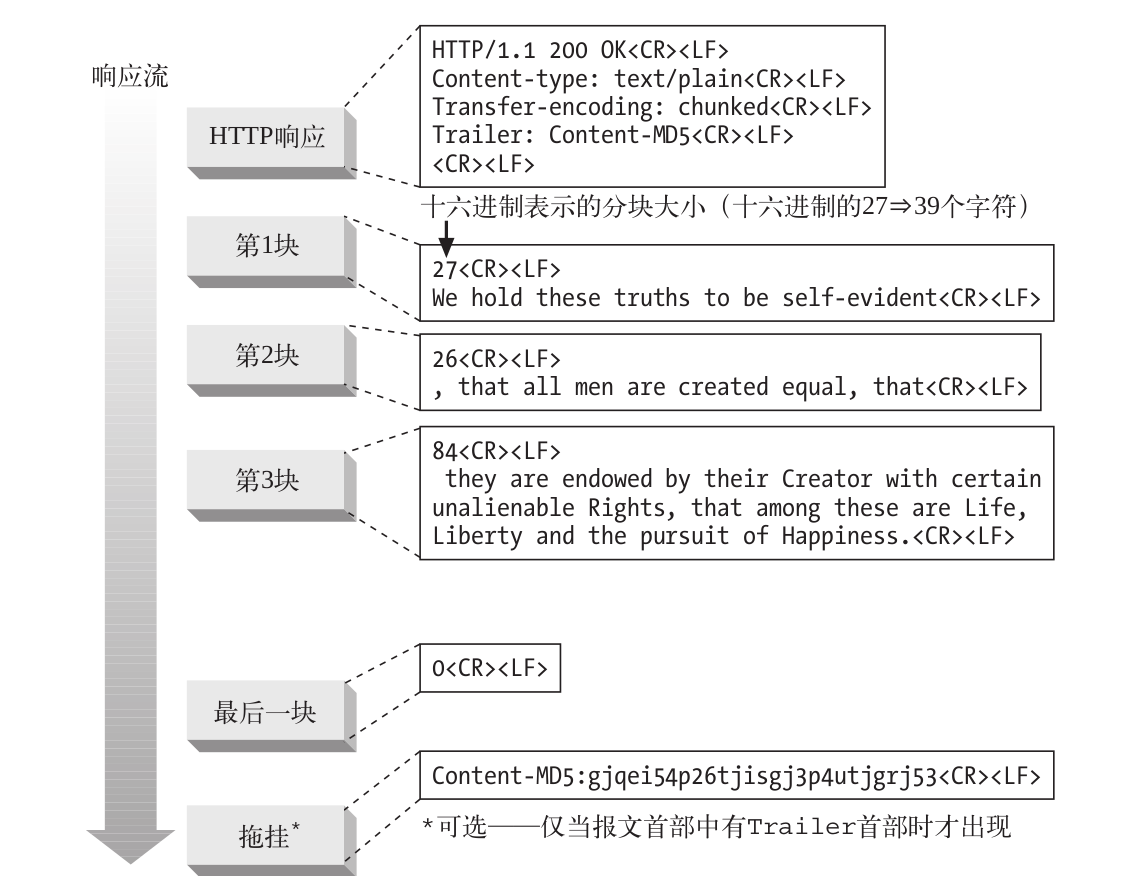 响应流
HTTP响应
HTTP/1.1 200 OK<CR><LF>
Content-type: text/plain<CR><LF>
Transfer-encoding: chunked<CR><LF>
Trailer: Content-MD5<CR><LF>
<CR><LF>
十六进制表示的分块大小（十六进制的27⇒39个字符）
第1块
27<CR><LF>
We hold these truths to be self-evident<CR><LF>
第2块
26<CR><LF>
, that all men are created equal, that<CR><LF>
第3块
84<CR><LF>
they are endowed by their Creator with certain
unalienable Rights, that among these are Life,
Liberty and the pursuit of Happiness.<CR><LF>
最后一块
0<CR><LF>
拖挂*
Content-MD5:gjqei54p26tjisgj3p4utjgrj53<CR><LF>
*可选——仅当报文首部中有Trailer首部时才出现